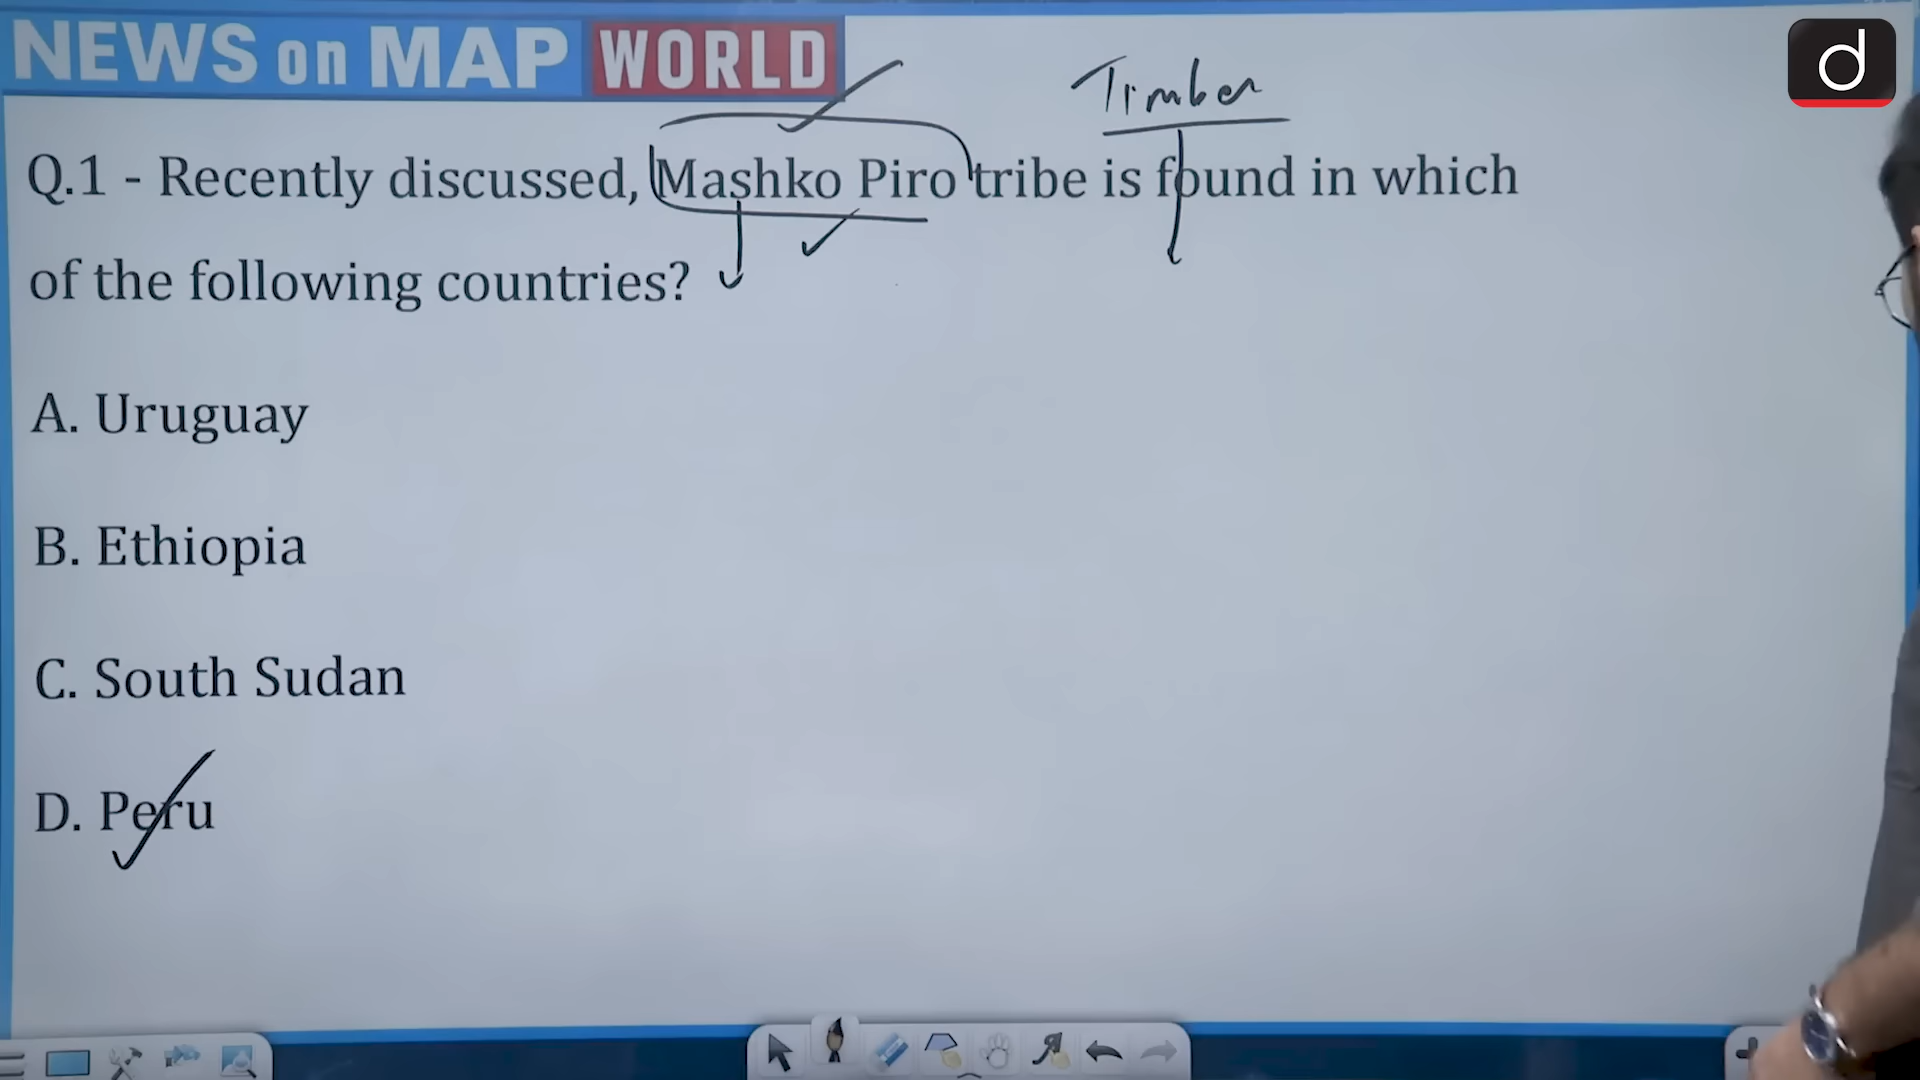 NEWS on MAP WORLD
Timber
Q.1 - Recently discussed, Mashko Piro tribe is found in which
of the following countries?
A. Uruguay
B. Ethiopia
C. South Sudan
D. Peru